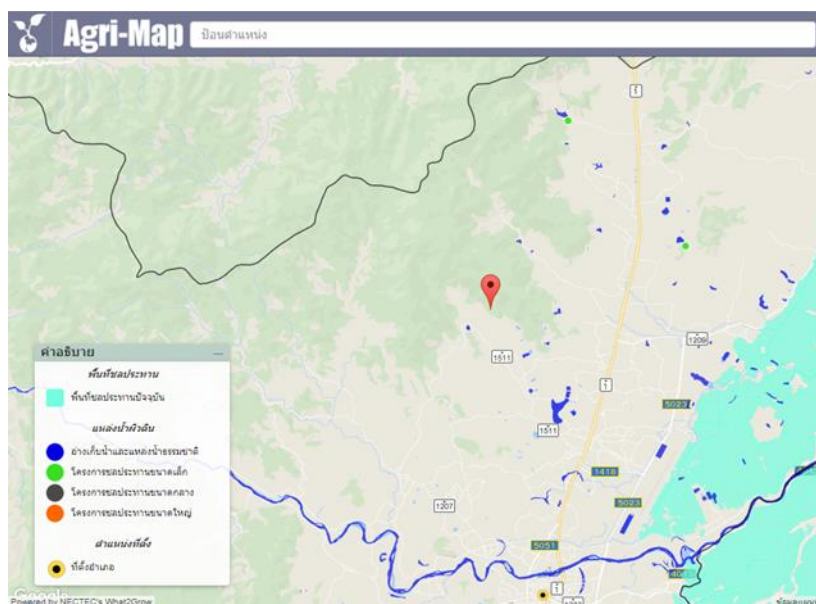 Agri-Map
ป้อนตำแหน่ง
1
1209
1511
1
5023
1511
1418
5023
1207
5051
1
คำอธิบาย
พื้นที่ชลประทาน
พื้นที่ชลประทานปัจจุบัน
แหล่งน้ำผิวดิน
อ่างเก็บน้ำและแหล่งน้ำธรรมชาติ
โครงการชลประทานขนาดเล็ก
โครงการชลประทานขนาดกลาง
โครงการชลประทานขนาดใหญ่
ตำแหน่งที่ตั้ง
ที่ตั้งอำเภอ
Google
Powered by NECTEC's What2Grow